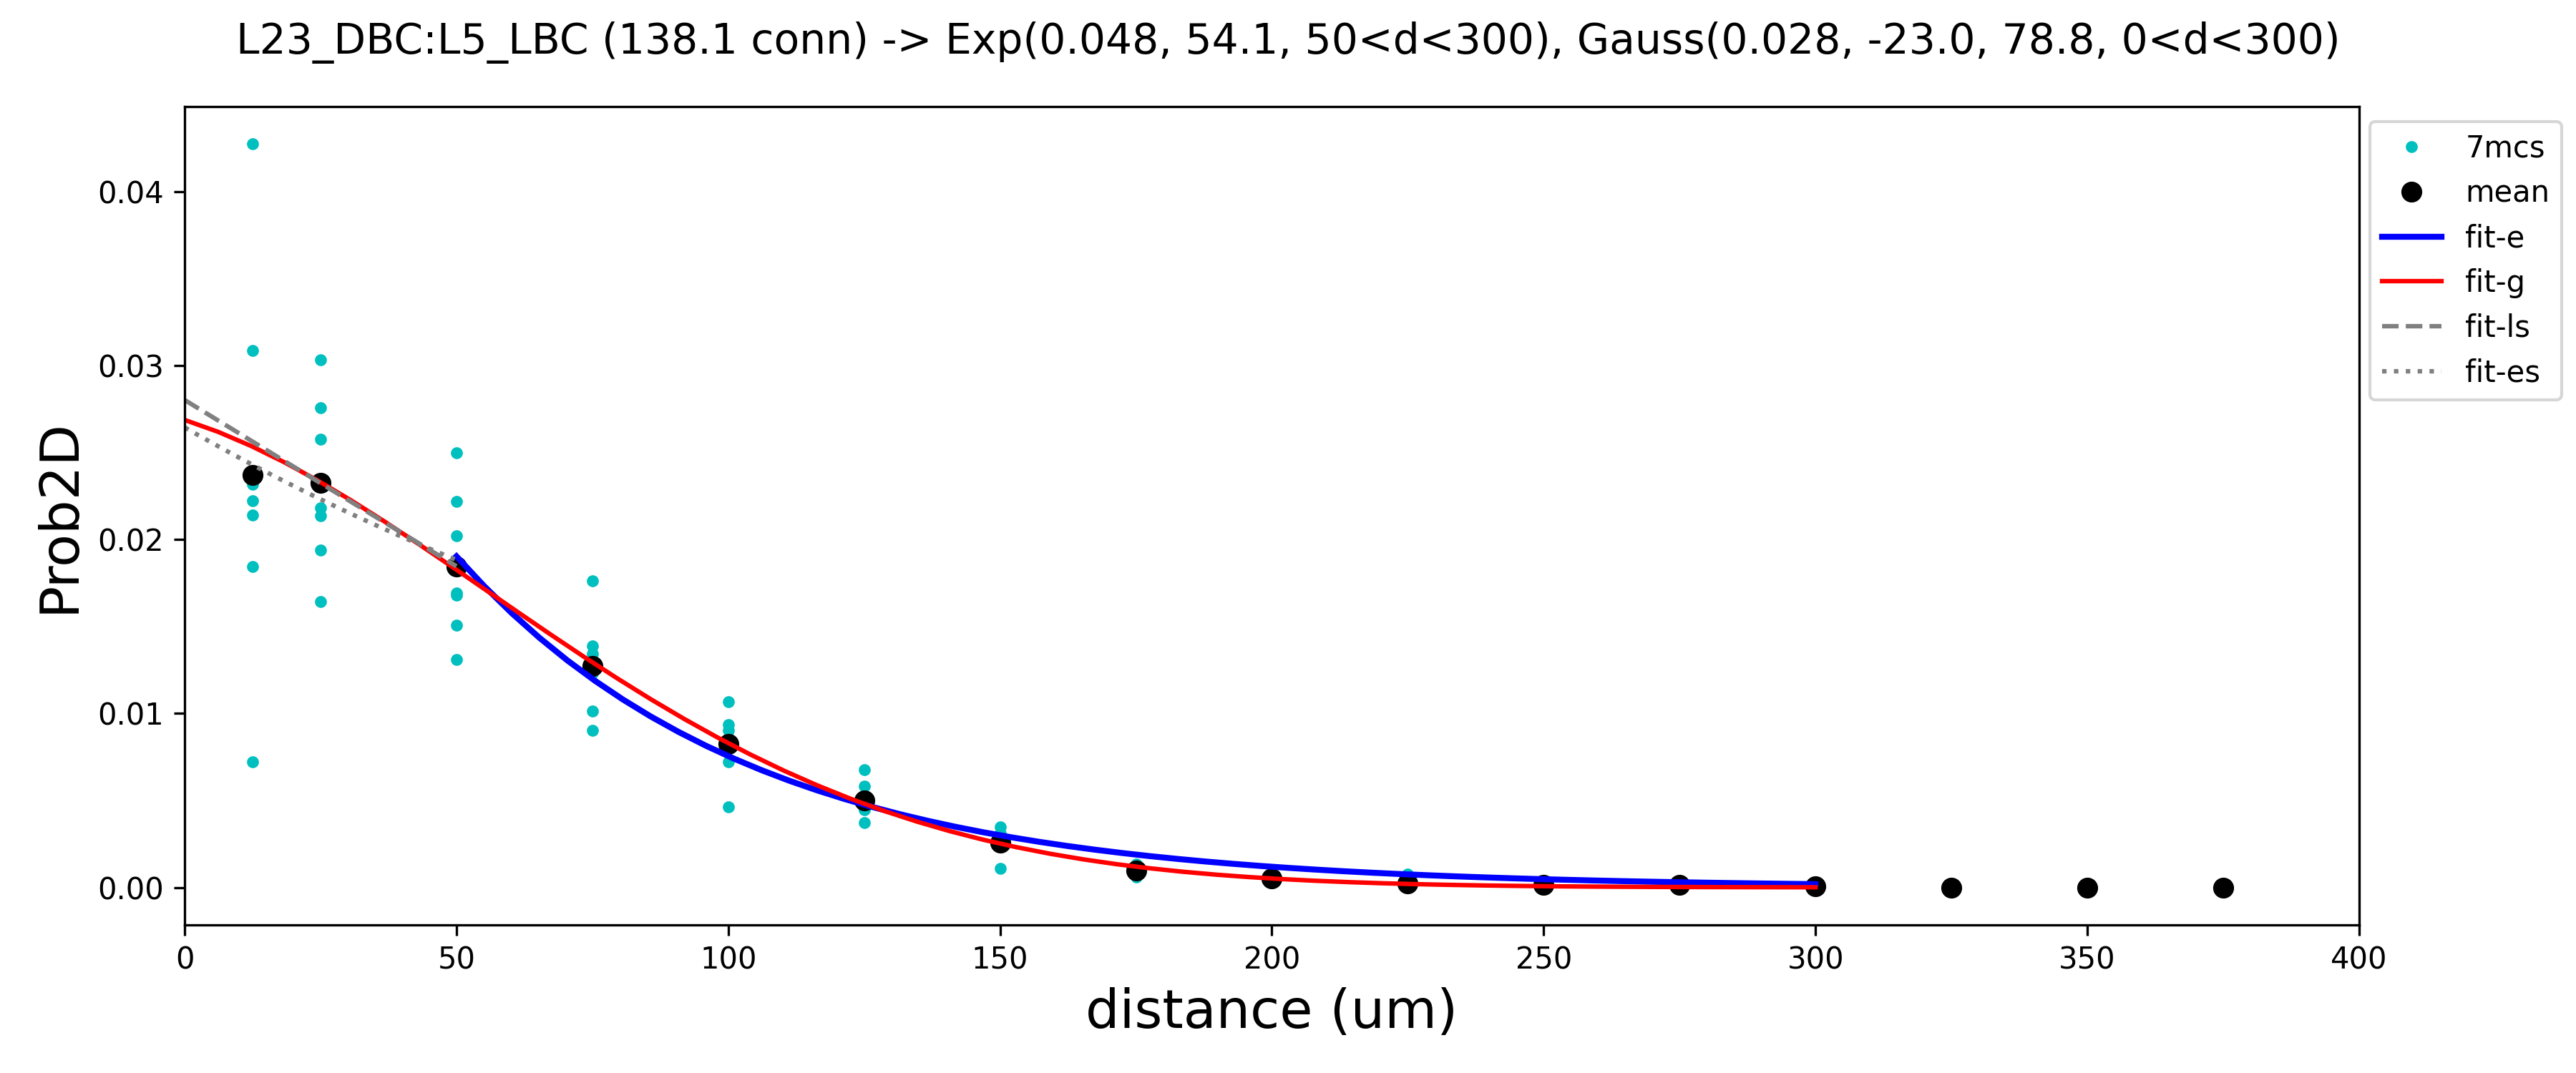 L23_DBC:L5_LBC (138.1 conn) -> Exp(0.048, 54.1, 50<d<300), Gauss(0.028, -23.0, 78.8, 0<d<300)
7mcs
mean
fit-e
fit-g
fit-ls
fit-es
Prob2D
0.04
0.03
0.02
0.01
0.00
0 50 100 150 200 250 300 350 400
distance (um)